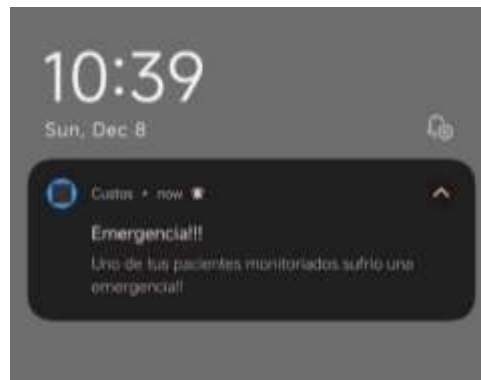 10:39
Sun, Dec 8
Custos • now
Emergencia!!!
Uno de tus pacientes monitoriados sufrio una
emergencia!!